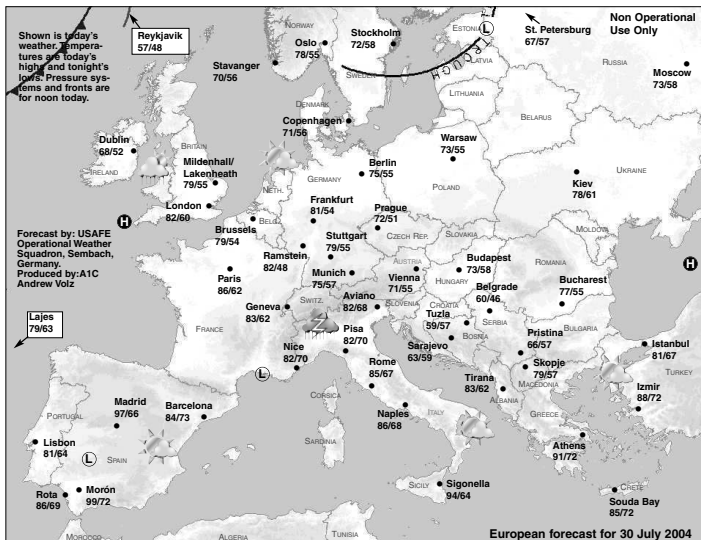 Shown is today's
weather. Tempera-
tures are today's
highs and tonight's
lows. Pressure sys-
tems and fronts are
for noon today.
Reykjavik
57/48
NORWAY
Oslo
78/55
Stockholm
72/58
Stavanger
70/56
SWEDEN
ESTONIA
L
TROUGH
LATVIA
LITHUANIA
St. Petersburg
67/57
Non Operational
Use Only
RUSSIA
Moscow
73/58
DENMARK
Copenhagen
71/56
BELARUS
Dublin
68/52
IRELAND
BRITAIN
Mildenhall/
Lakenheath
79/55
London
82/60
H
NETH.
GERMANY
Berlin
75/55
Warsaw
73/55
POLAND
UKRAINE
Kiev
78/61
Frankfurt
81/54
Prague
72/51
BELG.
Brussels
79/54
CZECH REP.
SLOVAKIA
Forecast by: USAFE
Operational Weather
Squadron, Sembach,
Germany.
Produced by:A1C
Andrew Volz
Ramstein
82/48
Stuttgart
79/55
Paris
86/62
Munich
75/57
AUSTRIA
Vienna
71/55
HUNGARY
Budapest
73/58
MOLDOVA
ROMANIA
H
Lajes
79/63
Geneva
83/62
SWITZ.
Aviano
82/68
SLOVENIA
CROATIA
Belgrade
60/46
Bucharest
77/55
FRANCE
Tuzla
59/57
SERBIA
BOSNIA
BULGARIA
Pisa
82/70
Nice
82/70
Sarajevo
63/59
Pristina
66/57
Istanbul
81/67
L
Rome
85/67
Skopje
79/57
MACEDONIA
TURKEY
Madrid
97/66
Barcelona
84/73
CORSICA
Tirana
83/62
ALBANIA
Izmir
88/72
PORTUGAL
Naples
86/68
ITALY
GREECE
Lisbon
81/64
L
SPAIN
SARDINIA
Athens
91/72
Rota
86/69
Morón
99/72
SICILY
Sigonella
94/64
CRETE
Souda Bay
85/72
MOROCCO
ALGERIA
TUNISIA
European forecast for 30 July 2004